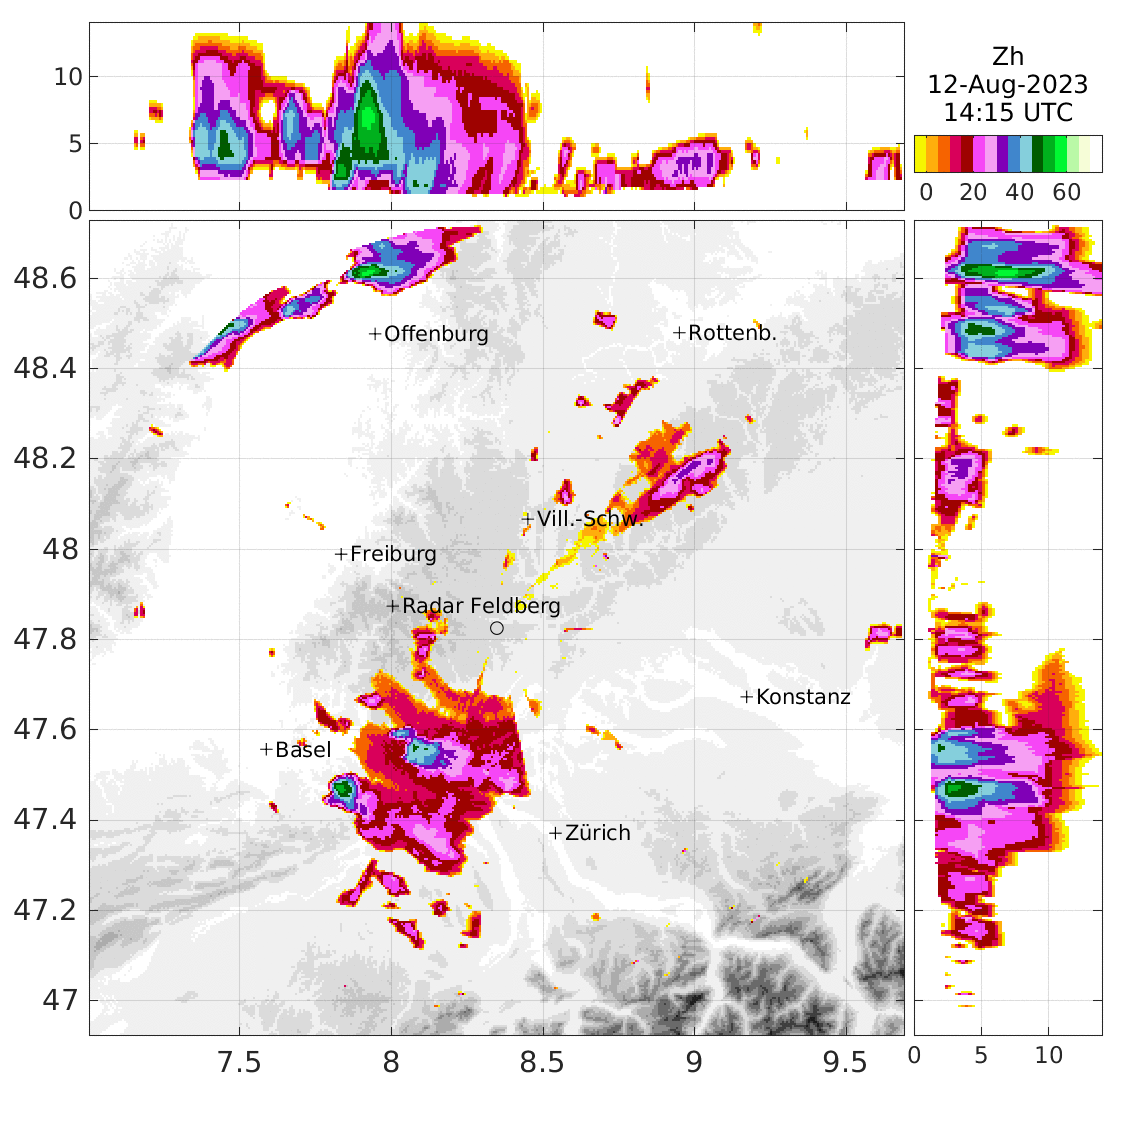 Zh
12-Aug-2023
14:15 UTC
0 20 40 60
10
5
0
48.6
48.4
48.2
48
47.8
47.6
47.4
47.2
47
Offenburg
Rottenb.
Vill.-Schw.
Freiburg
Radar Feldberg
Konstanz
Basel
Zürich
7.5 8 8.5 9 9.5
0 5 10